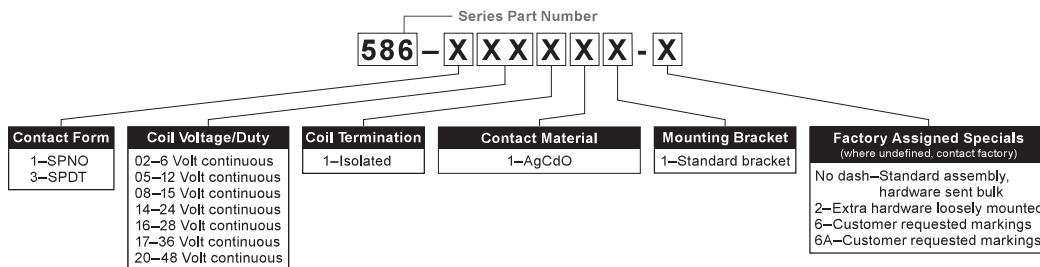 Series Part Number
586–X XX X X X-X
Contact Form
1–SPNO
3–SPDT
Coil Voltage/Duty
02–6 Volt continuous
05–12 Volt continuous
08–15 Volt continuous
14–24 Volt continuous
16–28 Volt continuous
17–36 Volt continuous
20–48 Volt continuous
Coil Termination
1–Isolated
Contact Material
1–AgCdO
Mounting Bracket
1–Standard bracket
Factory Assigned Specials
(where undefined, contact factory)
No dash–Standard assembly,
hardware sent bulk
2–Extra hardware loosely mounted
6–Customer requested markings
6A–Customer requested markings